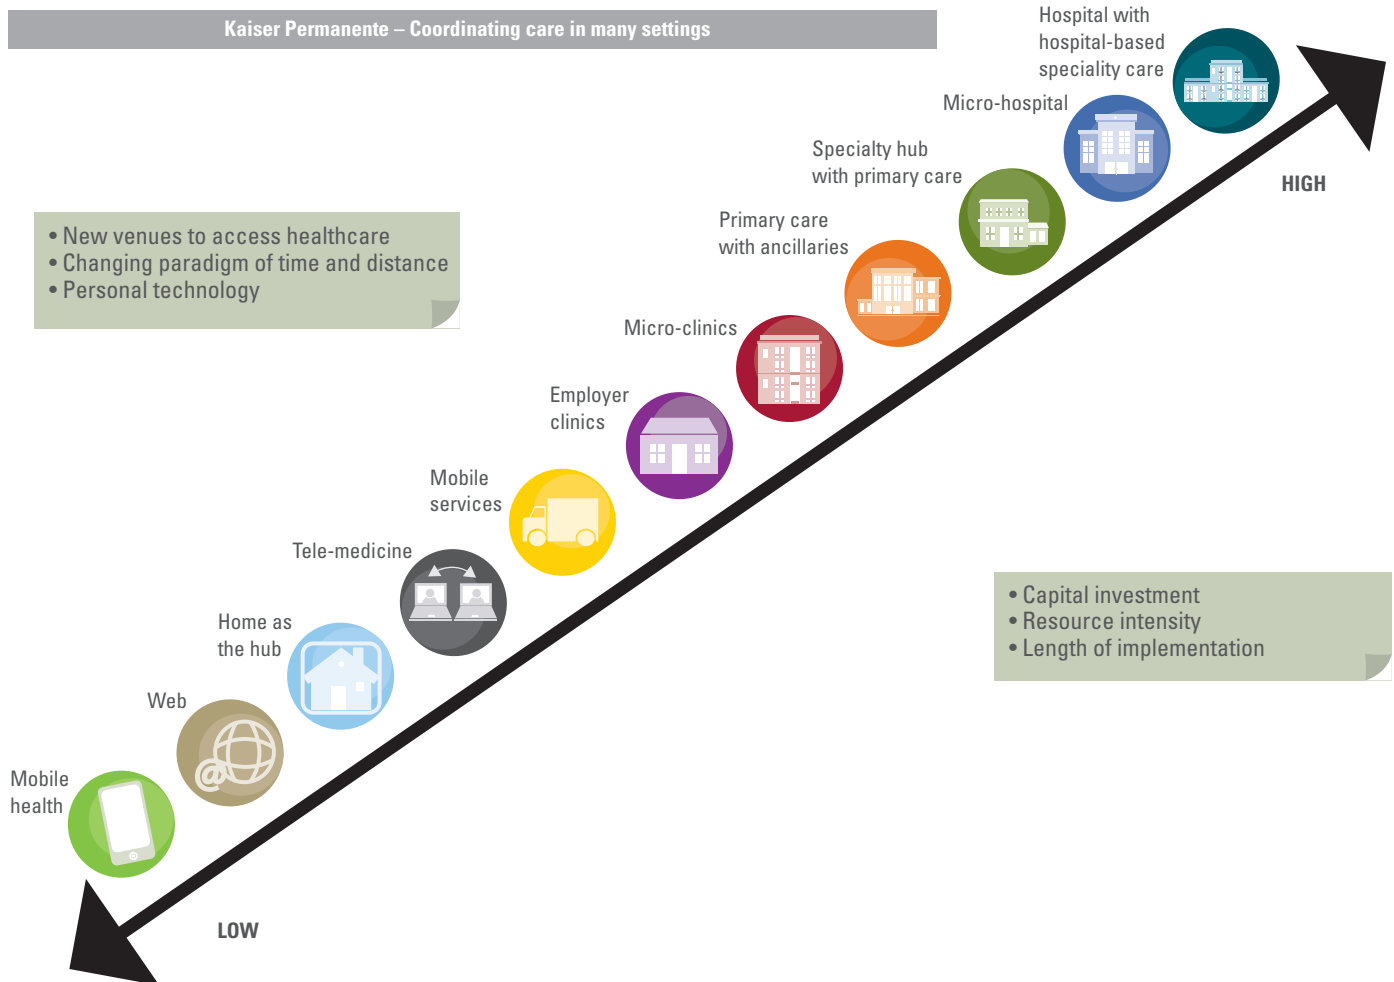 Kaiser Permanente – Coordinating care in many settings
Hospital with
hospital-based
speciality care
Micro-hospital
Specialty hub
with primary care
HIGH
• New venues to access healthcare
• Changing paradigm of time and distance
• Personal technology
Primary care
with ancillaries
Micro-clinics
Employer
clinics
Mobile
services
Tele-medicine
• Capital investment
• Resource intensity
• Length of implementation
Home as
the hub
Web
@
Mobile
health
LOW